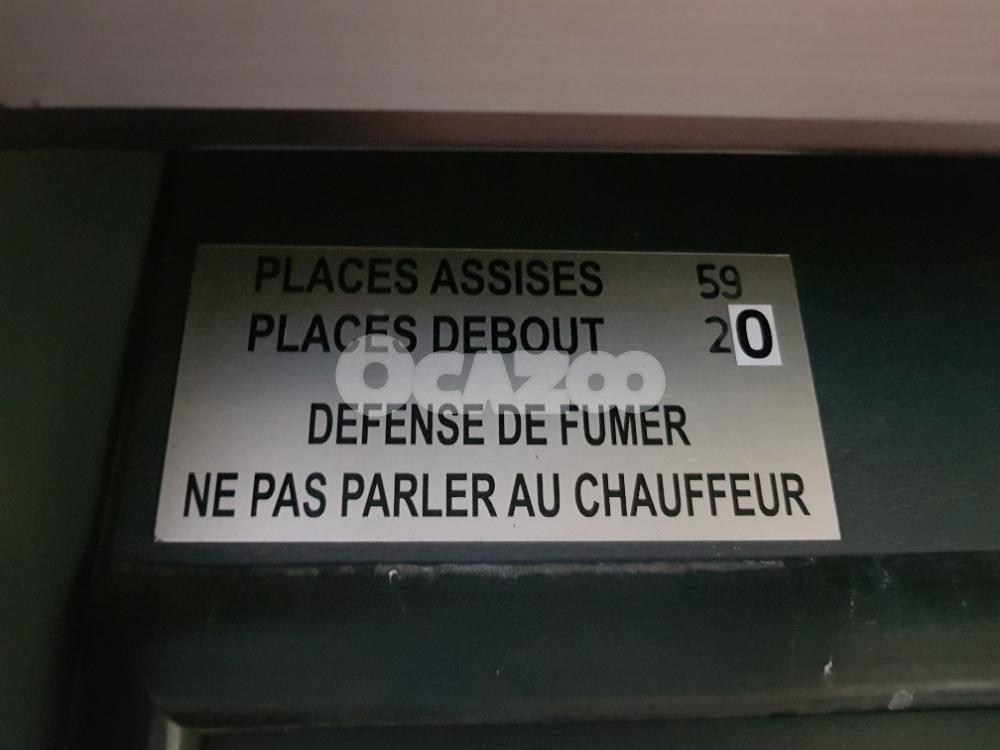 PLACES ASSISES 59
PLACES DEBOUT 20
OCAZOO
DEFENSE DE FUMER
NE PAS PARLER AU CHAUFFEUR